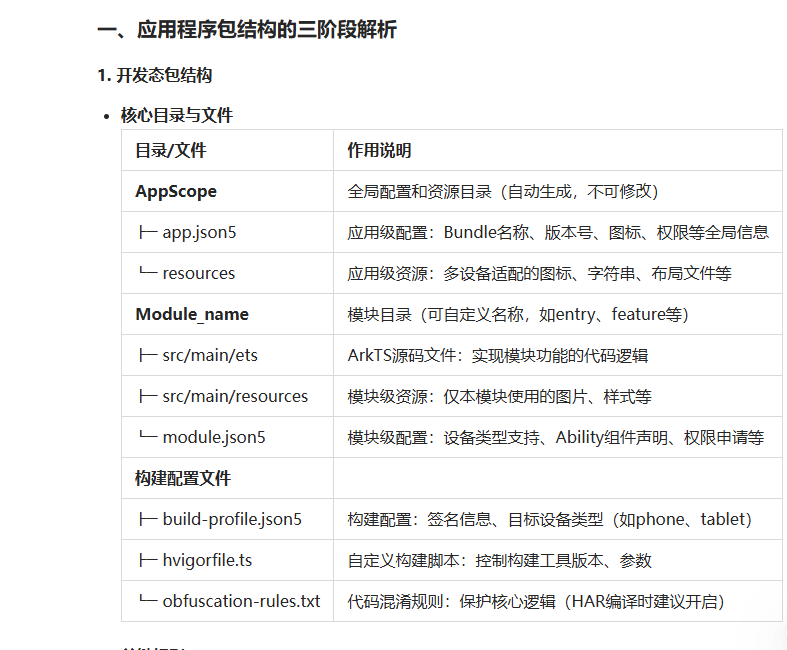 一、应用程序包结构的三阶段解析
1. 开发态包结构
• 核心目录与文件
目录/文件 作用说明
AppScope 全局配置和资源目录（自动生成，不可修改）
├─ app.json5 应用级配置：Bundle名称、版本号、图标、权限等全局信息
└─ resources 应用级资源：多设备适配的图标、字符串、布局文件等
Module_name 模块目录（可自定义名称，如entry、feature等）
├─ src/main/ets ArkTS源码文件：实现模块功能的代码逻辑
├─ src/main/resources 模块级资源：仅本模块使用的图片、样式等
└─ module.json5 模块级配置：设备类型支持、Ability组件声明、权限申请等
构建配置文件
├─ build-profile.json5 构建配置：签名信息、目标设备类型（如phone、tablet）
├─ hvigorfile.ts 自定义构建脚本：控制构建工具版本、参数
└─ obfuscation-rules.txt 代码混淆规则：保护核心逻辑（HAR编译时建议开启）